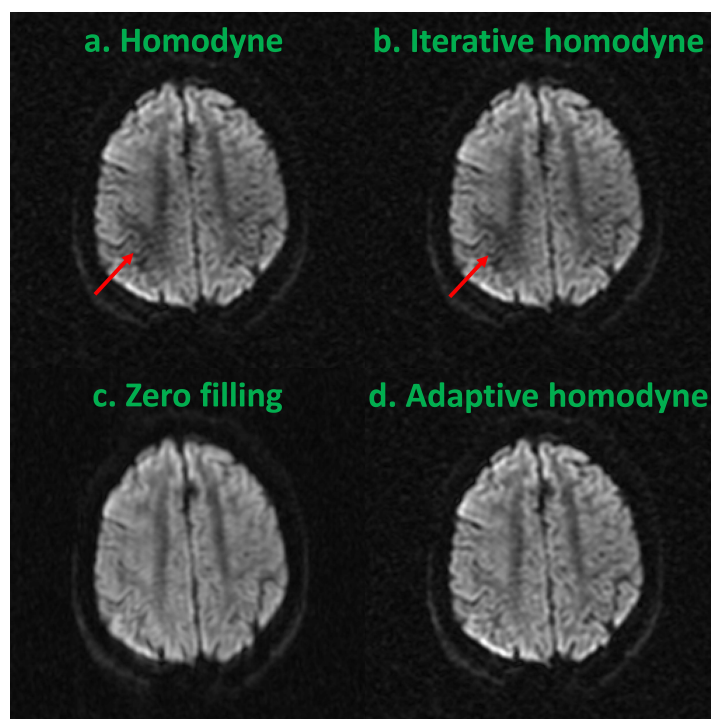 a. Homodyne
b. Iterative homodyne
c. Zero filling
d. Adaptive homodyne